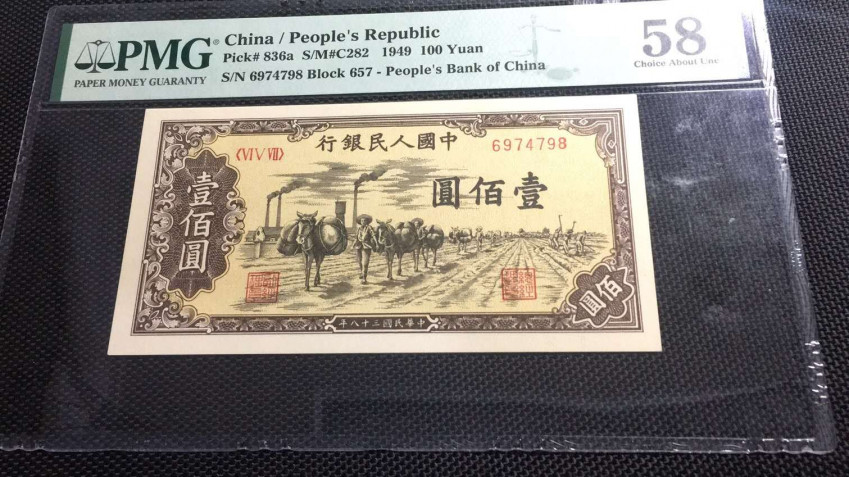 PMG
PAPER MONEY GUARANTY
China / People's Republic
Pick# 836a S/M#C282 1949 100 Yuan
S/N 6974798 Block 657 - People's Bank of China
58
Choice About Unc
行銀民人國中
〈VI V VII〉
6974798
圓佰壹
壹佰圓
佰圓
年八十三國民華中